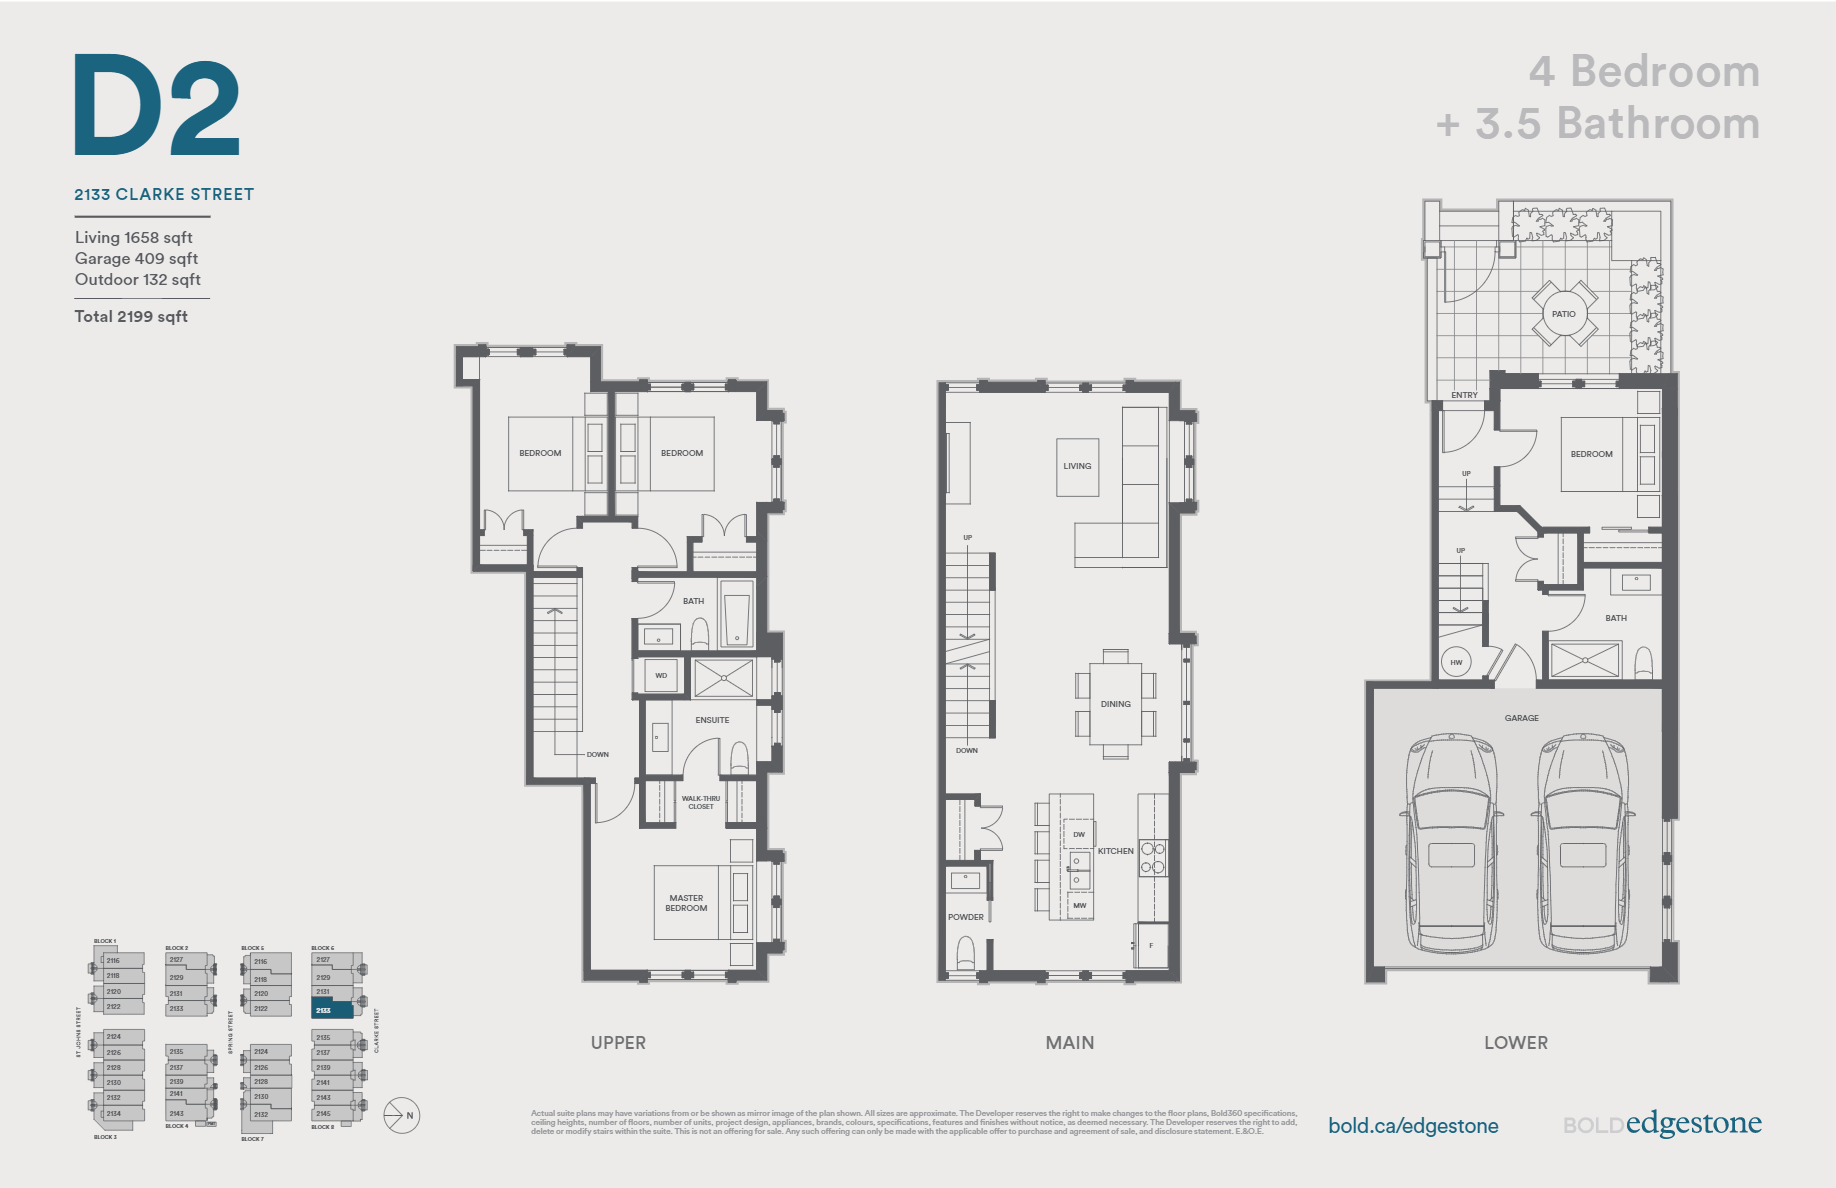 D2
2133 CLARKE STREET
Living 1658 sqft
Garage 409 sqft
Outdoor 132 sqft
Total 2199 sqft
4 Bedroom
+ 3.5 Bathroom
BEDROOM
BEDROOM
BATH
WD
ENSUITE
DOWN
WALK-THRU
CLOSET
MASTER
BEDROOM
UPPER
LIVING
UP
DINING
DOWN
DW
KITCHEN
MW
POWDER
F
MAIN
PATIO
ENTRY
BEDROOM
UP
UP
BATH
HW
GARAGE
LOWER
BLOCK 1
2116
2118
2120
2122
2124
2126
2128
2130
2132
2134
BLOCK 3
ST JOHNS STREET
BLOCK 2
2127
2129
2131
2133
2135
2137
2139
2141
2143
BLOCK 4
SPRING STREET
BLOCK 5
2116
2118
2120
2122
2124
2126
2128
2130
2132
BLOCK 7
BLOCK 6
2127
2129
2131
2133
2135
2137
2139
2141
2143
2145
BLOCK 8
CLARKE STREET
N
Actual suite plans may have variations from or be shown as mirror image of the plan shown. All sizes are approximate. The Developer reserves the right to make changes to the floor plans, Bold360 specifications,
ceiling heights, number of floors, number of units, project design, appliances, brands, colours, specifications, features and finishes without notice, as deemed necessary. The Developer reserves the right to add,
delete or modify stairs within the suite. This is not an offering for sale. Any such offering can only be made with the applicable offer to purchase and agreement of sale, and disclosure statement. E.&O.E.
bold.ca/edgestone
BOLD edgestone